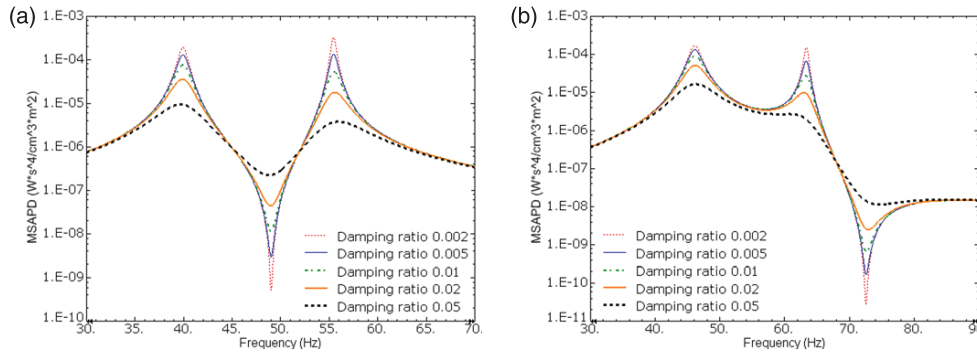 (a)
1.E-03
1.E-04
1.E-05
1.E-06
1.E-07
1.E-08
1.E-09
1.E-10
MSAPD (W*s^4/cm^3*m^2)
Damping ratio 0.002
Damping ratio 0.005
Damping ratio 0.01
Damping ratio 0.02
Damping ratio 0.05
30. 35. 40. 45. 50. 55. 60. 65. 70.
Frequency (Hz)
(b)
1.E-03
1.E-04
1.E-05
1.E-06
1.E-07
1.E-08
1.E-09
1.E-10
1.E-11
MSAPD (W*s^4/cm^3*m^2)
Damping ratio 0.002
Damping ratio 0.005
Damping ratio 0.01
Damping ratio 0.02
Damping ratio 0.05
30. 40. 50. 60. 70. 80. 90.
Frequency (Hz)